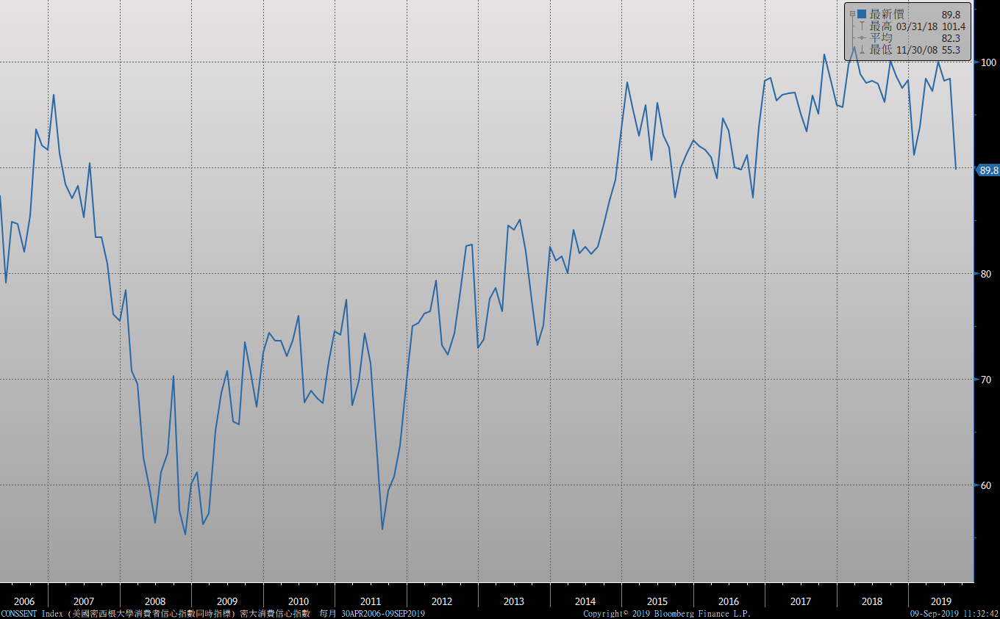 最新價 89.8
最高 03/31/18 101.4
平均 82.3
最低 11/30/08 55.3
100
89.8
80
70
60
2006 2007 2008 2009 2010 2011 2012 2013 2014 2015 2016 2017 2018 2019
CONSSENT Index (美國密西根大學消費者信心指數同時指標) 密大消費信心指數 每月 30APR2006-09SEP2019 Copyright© 2019 Bloomberg Finance L.P. 09-Sep-2019 11:32:42